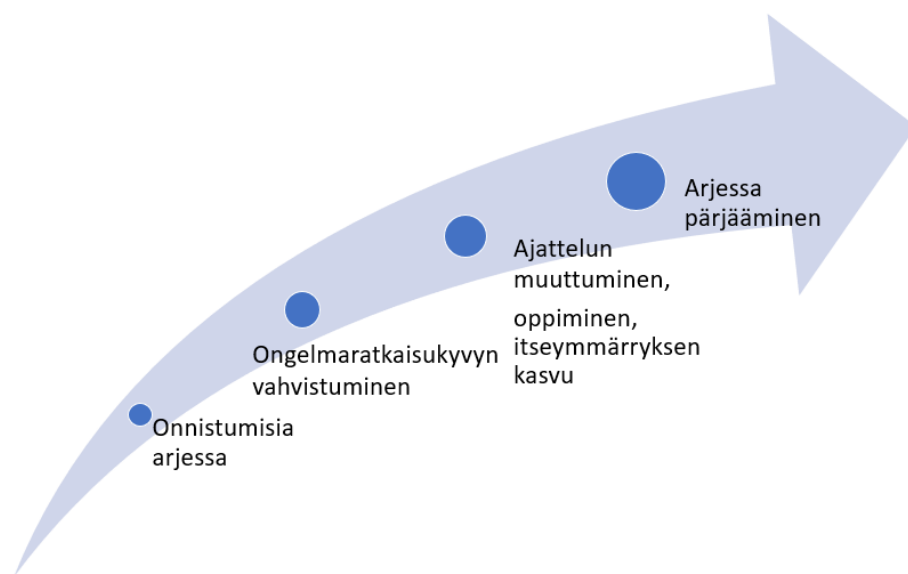 Onnistumisia
arjessa
Ongelmaratkaisukyvyn
vahvistuminen
Ajattelun
muuttuminen,
oppiminen,
itseymmärryksen
kasvu
Arjessa
pärjääminen